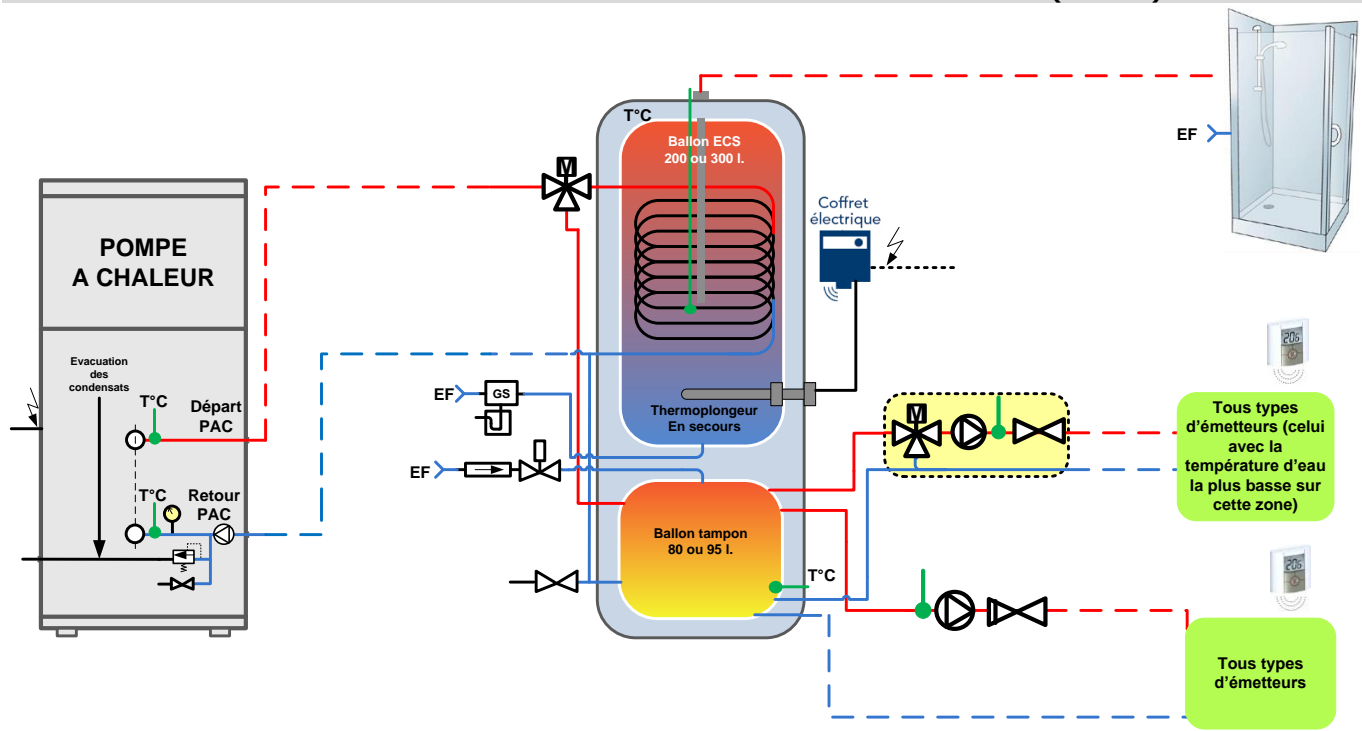 T°C
Ballon ECS
200 ou 300 l.
EF
M
Coffret
électrique
POMPE
A CHALEUR
Evacuation
des
condensats
T°C
Départ
PAC
EF
GS
Thermoplongeur
En secours
M
Tous types
d'émetteurs (celui
avec la
température d'eau
la plus basse sur
cette zone)
EF
T°C
Retour
PAC
Ballon tampon
80 ou 95 l.
T°C
20⁶
20⁶
Tous types
d'émetteurs